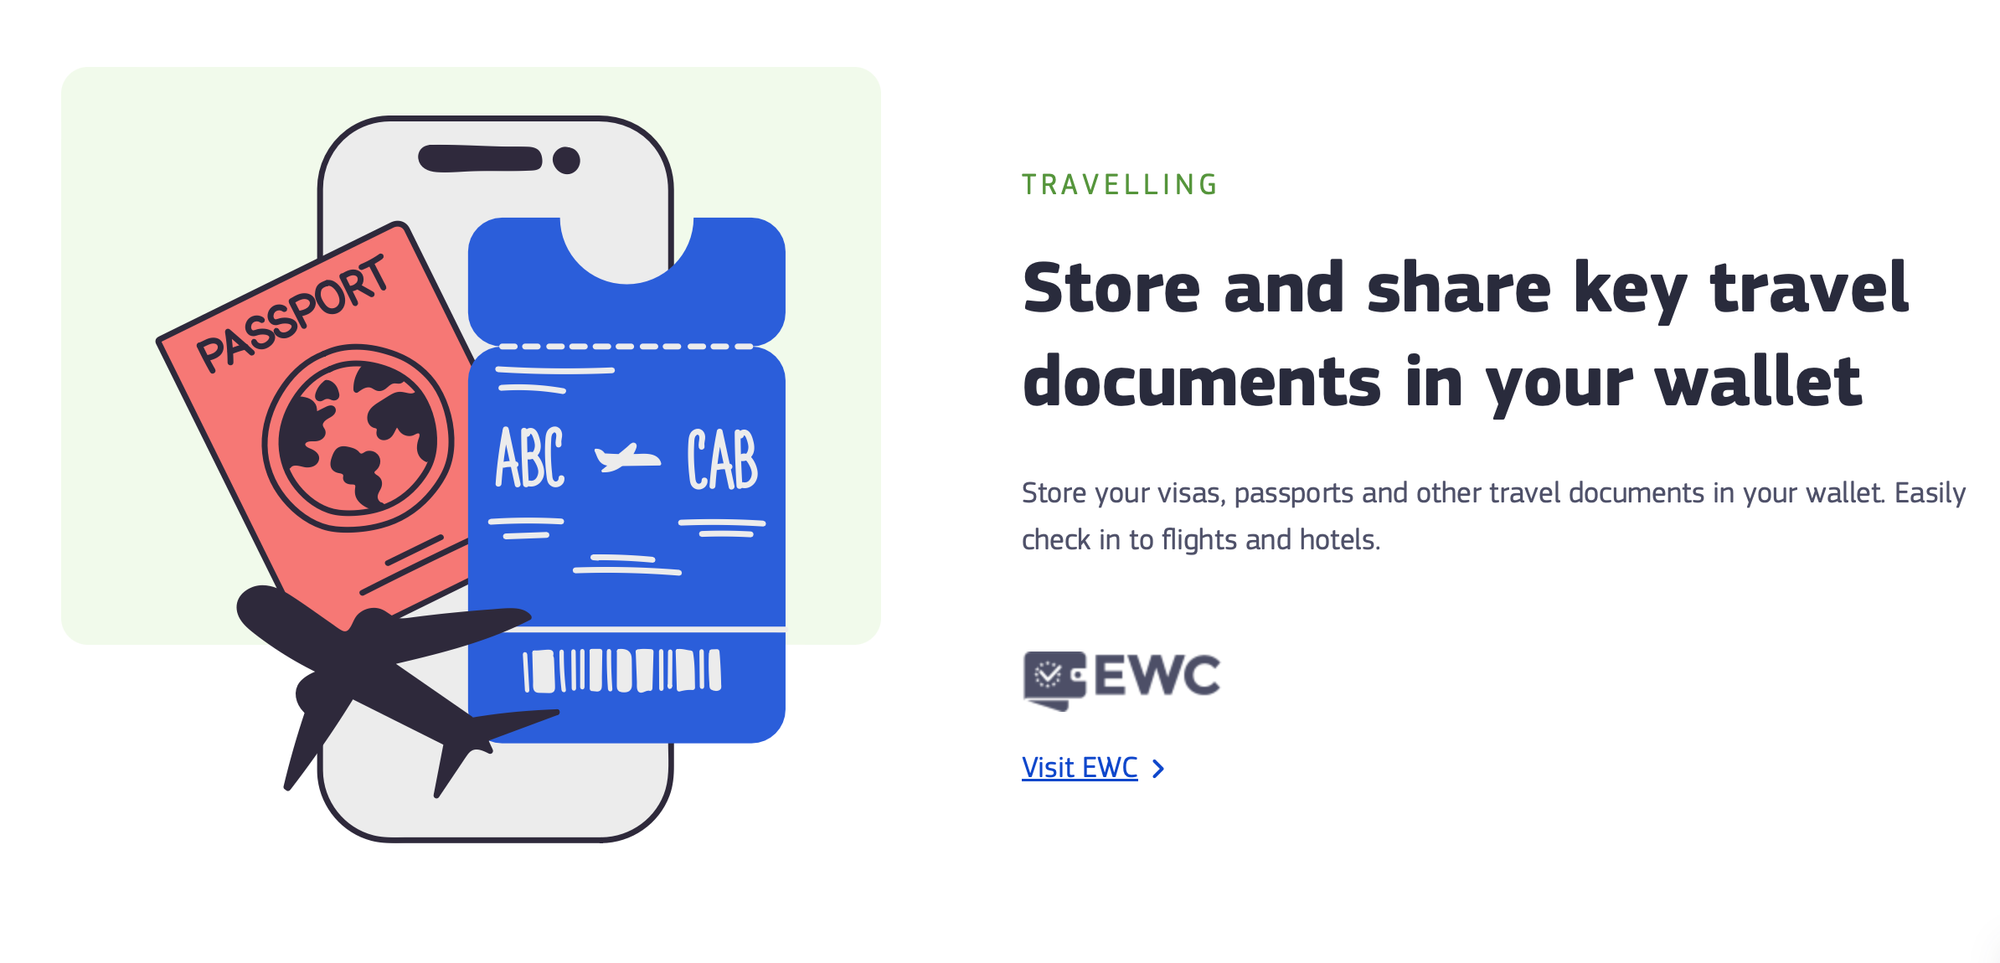 PASSPORT
ABC CAB
TRAVELLING
Store and share key travel
documents in your wallet
Store your visas, passports and other travel documents in your wallet. Easily
check in to flights and hotels.
EWC
Visit EWC